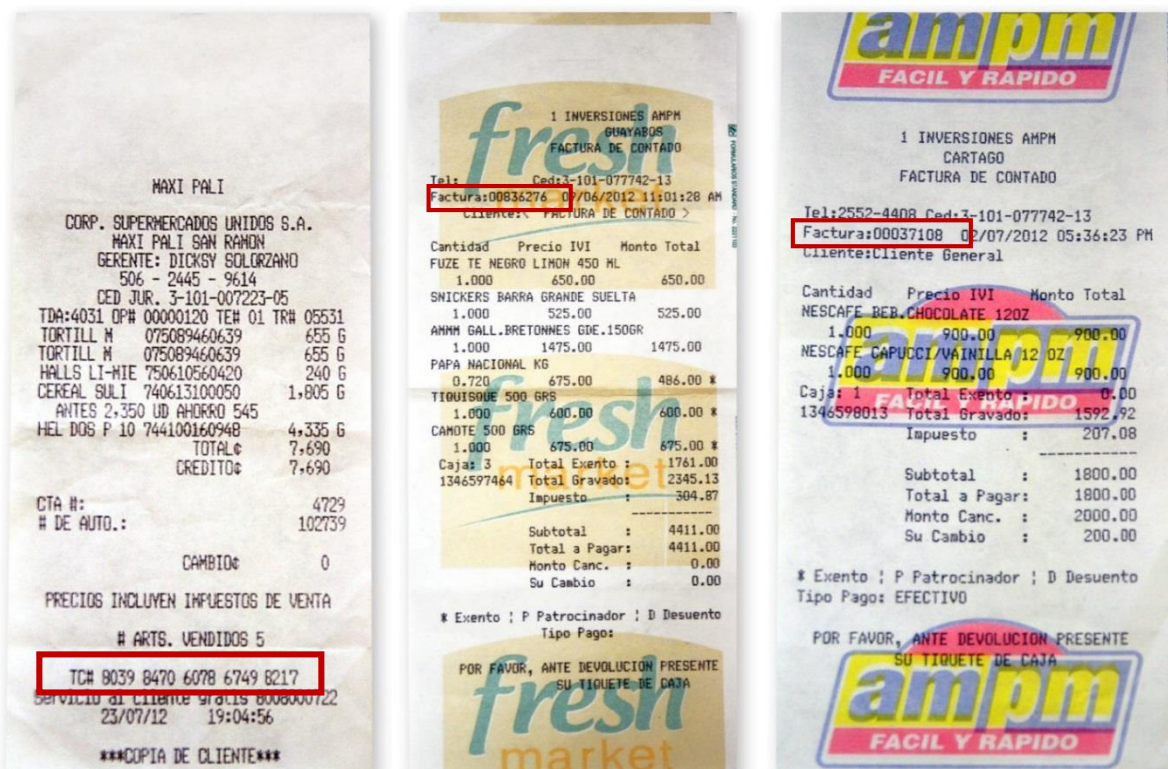 MAXI PALI
CORP. SUPERMERCADOS UNIDOS S.A.
MAXI PALI SAN RAMON
GERENTE: DICKSY SOLORZANO
506 - 2445 - 9614
CED JUR. 3-101-007223-05
TDA:4031 OP# 00000120 TE# 01 TR# 05531
TORTILL M 075089460639 655 G
TORTILL M 075089460639 655 G
HALLS LI-MIE 7506105606420 240 G
CEREAL SULI 740613100050 1,805 G
ANTES 2,350 UD AHORRO 545
HEL DOS P 10 744100160948 4,335 G
TOTAL¢ 7,690
CREDITO¢ 7,690
CTA #: 4729
# DE AUTO.: 102739
CAMBIO¢ 0
PRECIOS INCLUYEN IMPUESTOS DE VENTA
# ARTS. VENDIDOS 5
TC# 8039 8470 6078 6749 8217
Servicio al cliente gratis 8008000722
23/07/12 19:04:56
***COPIA DE CLIENTE***
fresh
market
1 INVERSIONES AMPM
GUAYABOS
FACTURA DE CONTADO
Tel: Ced:3-101-077742-13
Factura:00836276 09/06/2012 11:01:28 AM
Cliente:< FACTURA DE CONTADO >
Cantidad Precio IVI Monto Total
FUZE TE NEGRO LIMON 450 ML
1.000 650.00 650.00
SNICKERS BARRA GRANDE SUELTA
1.000 525.00 525.00
AMMM GALL.BRETONNES GDE.150GR
1.000 1475.00 1475.00
PAPA NACIONAL KG
0.720 675.00 486.00 *
TIQUISQUE 500 GRS
1.000 600.00 600.00 *
CAMOTE 500 GRS
1.000 675.00 675.00 *
Caja: 3 Total Exento : 1761.00
1346597464 Total Gravado: 2345.13
Impuesto : 304.87
Subtotal : 4411.00
Total a Pagar: 4411.00
Monto Canc. : 0.00
Su Cambio : 0.00
* Exento ¦ P Patrocinador ¦ D Desuento
Tipo Pago:
POR FAVOR, ANTE DEVOLUCION PRESENTE
SU TIQUETE DE CAJA
fresh
market
fresh
market
ampm
FACIL Y RAPIDO
1 INVERSIONES AMPM
CARTAGO
FACTURA DE CONTADO
Tel:2552-4408 Ced:3-101-077742-13
Factura:00037108 02/07/2012 05:36:23 PM
Cliente:Cliente General
Cantidad Precio IVI Monto Total
NESCAFE BEB.CHOCOLATE 12OZ
1.000 900.00 900.00
NESCAFE CAPUCCI/VAINILLA 12 OZ
1.000 900.00 900.00
Caja: 1 Total Exento : 0.00
1346598013 Total Gravado: 1592.92
Impuesto : 207.08
Subtotal : 1800.00
Total a Pagar: 1800.00
Monto Canc. : 2000.00
Su Cambio : 200.00
* Exento ¦ P Patrocinador ¦ D Desuento
Tipo Pago: EFECTIVO
POR FAVOR, ANTE DEVOLUCION PRESENTE
SU TIQUETE DE CAJA
ampm
FACIL Y RAPIDO
ampm
FACIL Y RAPIDO